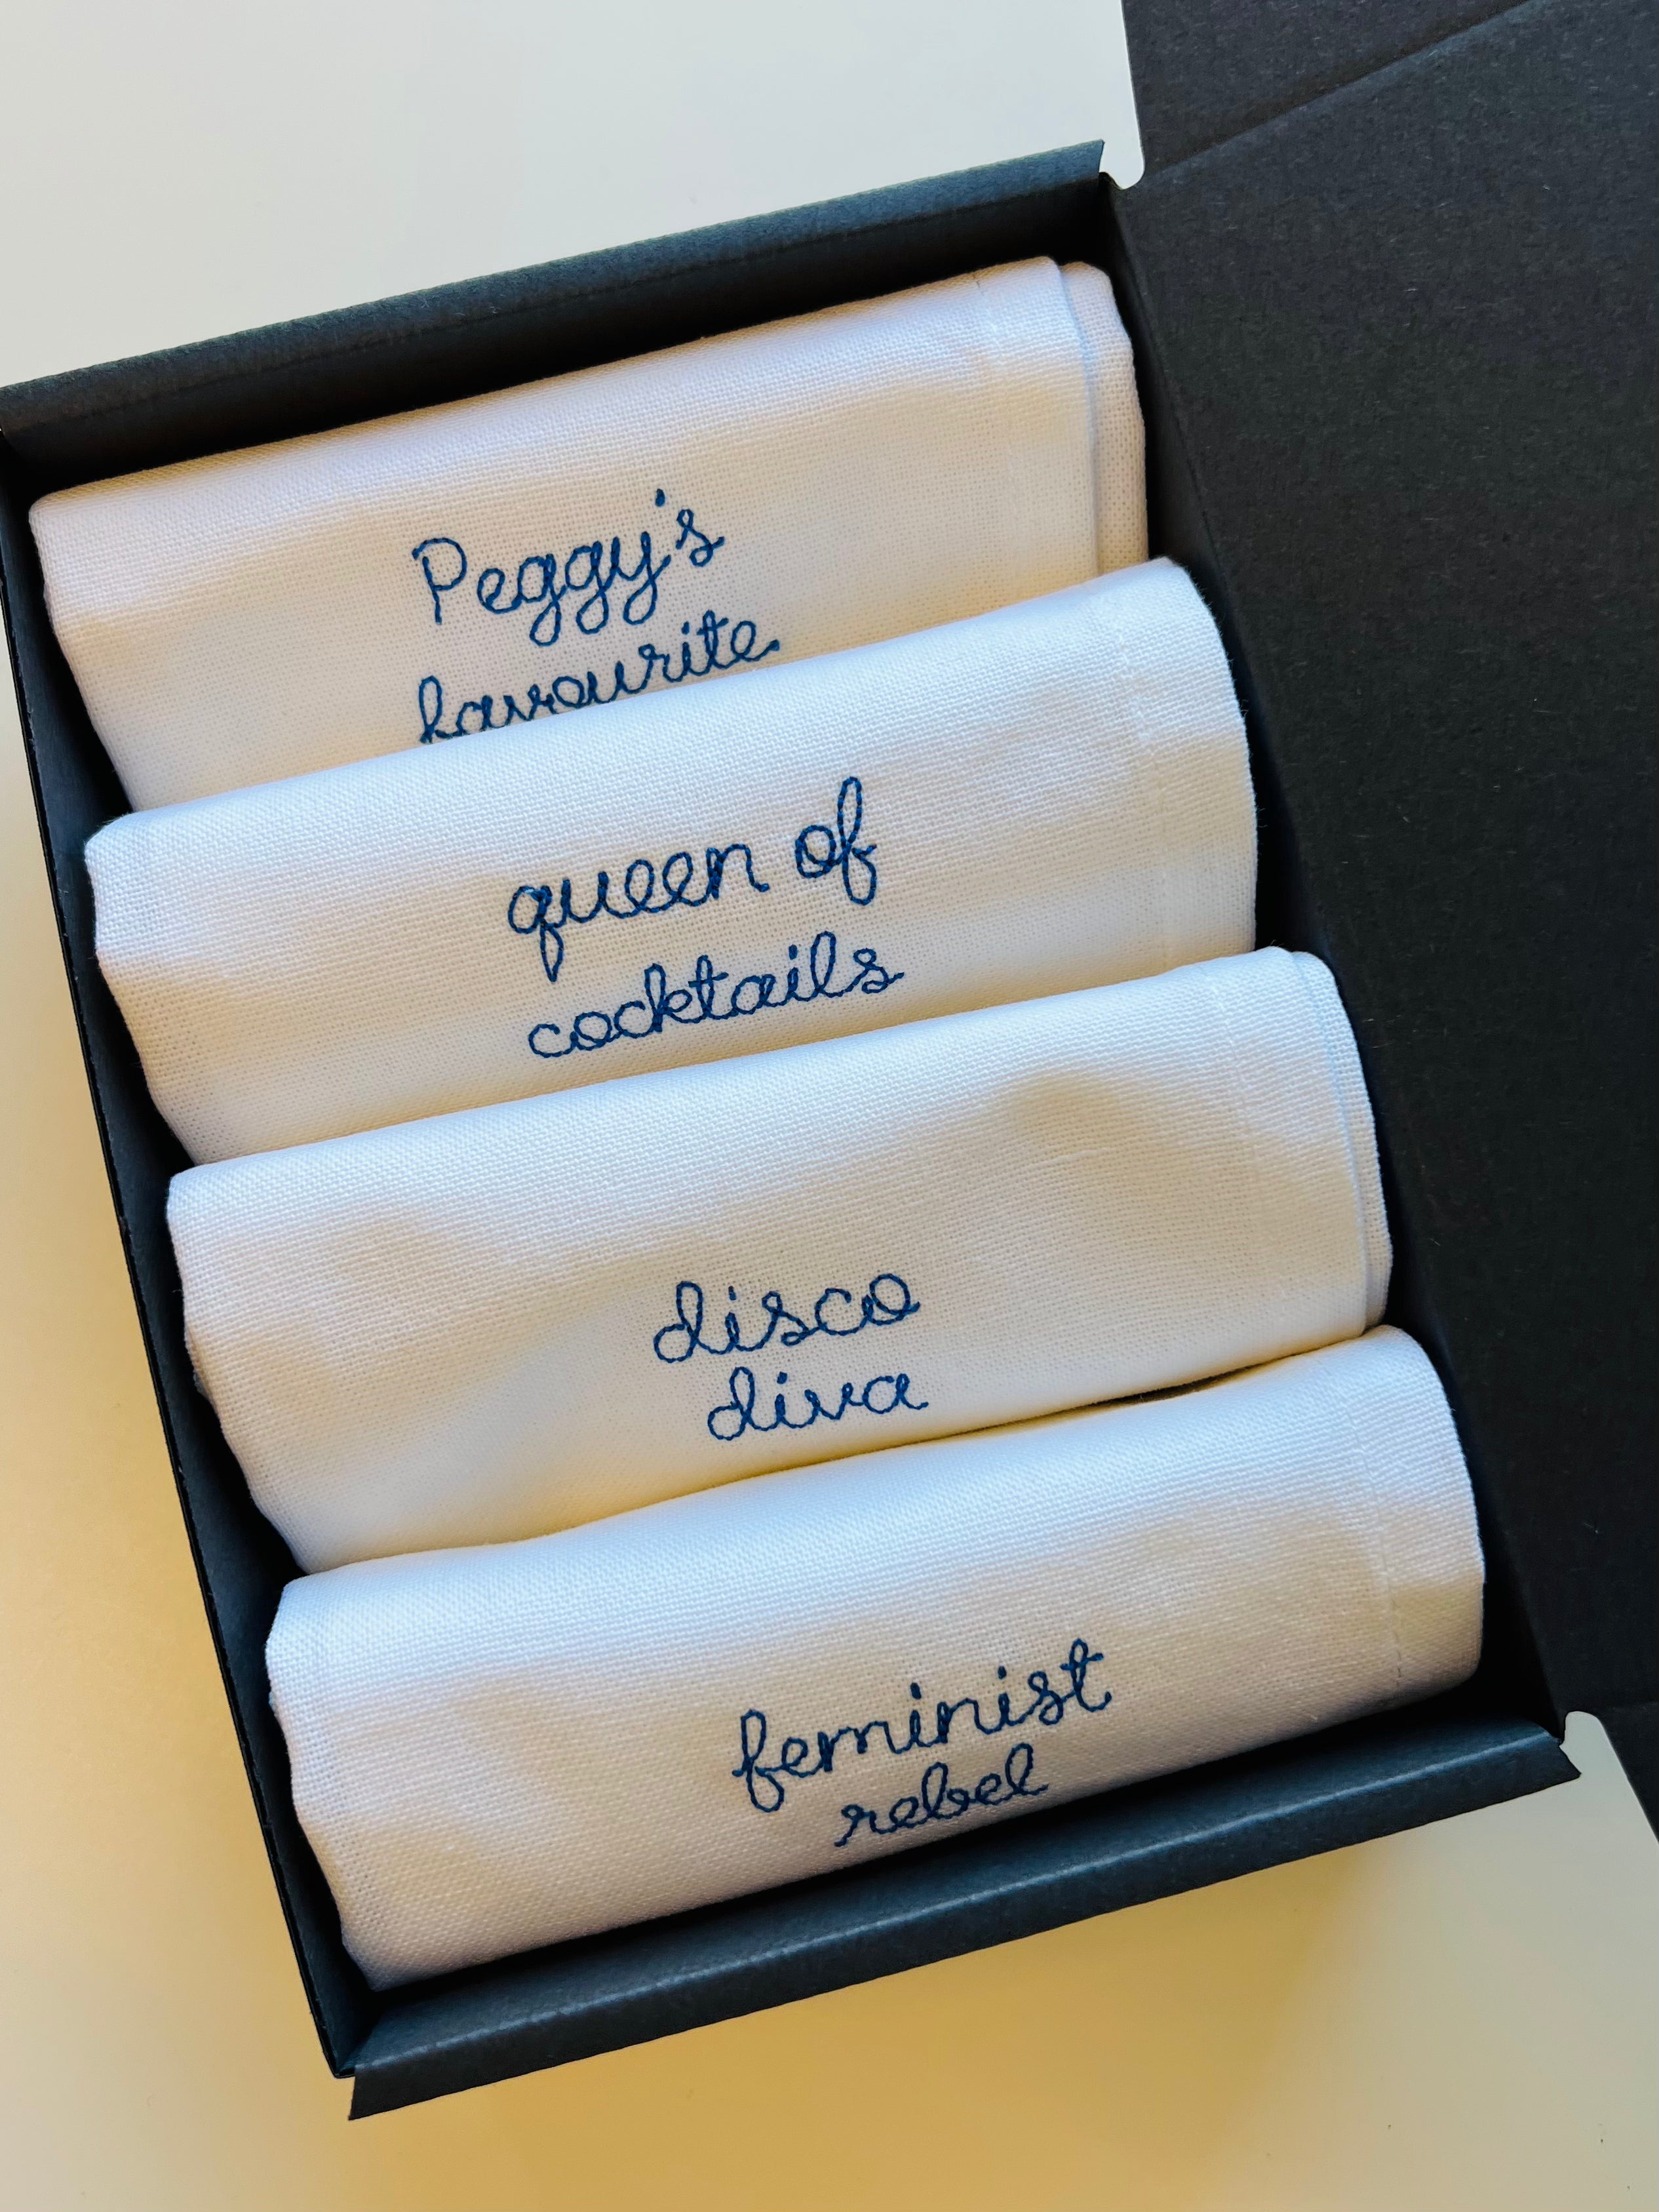 Peggy's
favourite
queen of
cocktails
disco
diva
feminist
rebel